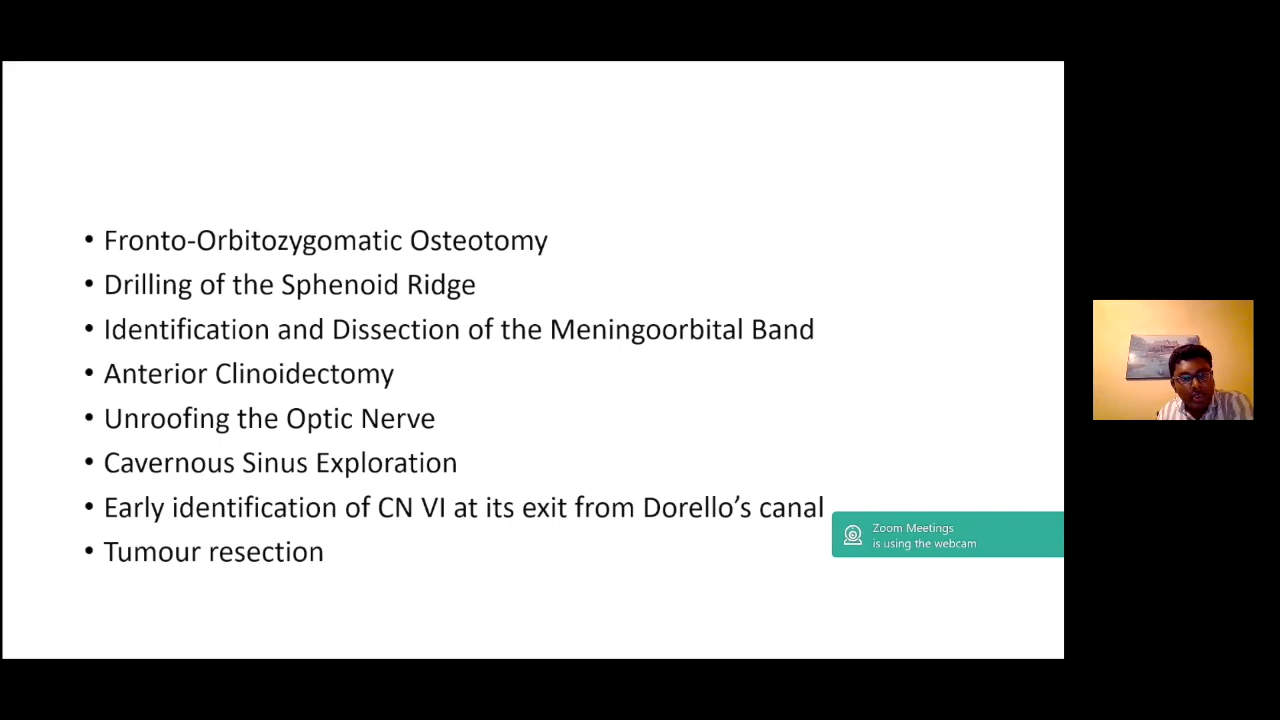 • Fronto-Orbitozygomatic Osteotomy
• Drilling of the Sphenoid Ridge
• Identification and Dissection of the Meningoorbital Band
• Anterior Clinoidectomy
• Unroofing the Optic Nerve
• Cavernous Sinus Exploration
• Early identification of CN VI at its exit from Dorello’s canal
Zoom Meetings
is using the webcam
• Tumour resection